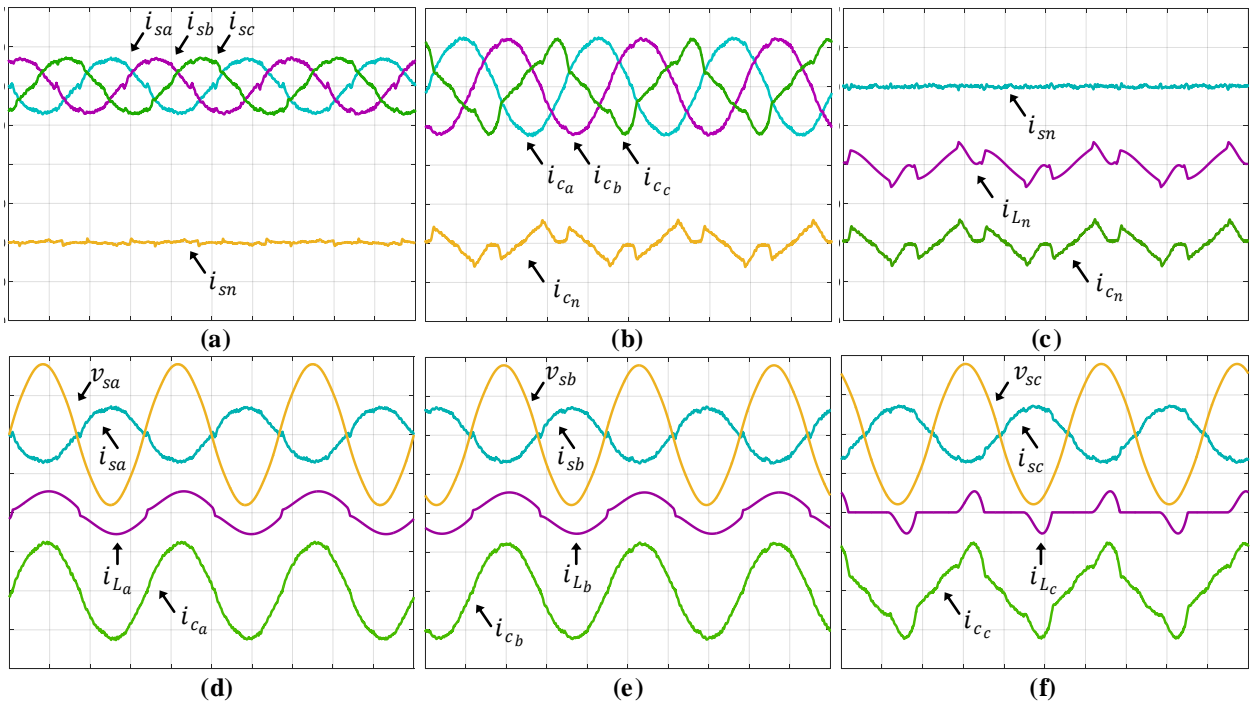 i_sa i_sb i_sc
i_sn
(a)
i_ca i_cb i_cc
i_cn
(b)
i_sn
i_Ln
i_cn
(c)
v_sa
i_sa
i_La
i_ca
(d)
v_sb
i_sb
i_Lb
i_cb
(e)
v_sc
i_sc
i_Lc
i_cc
(f)